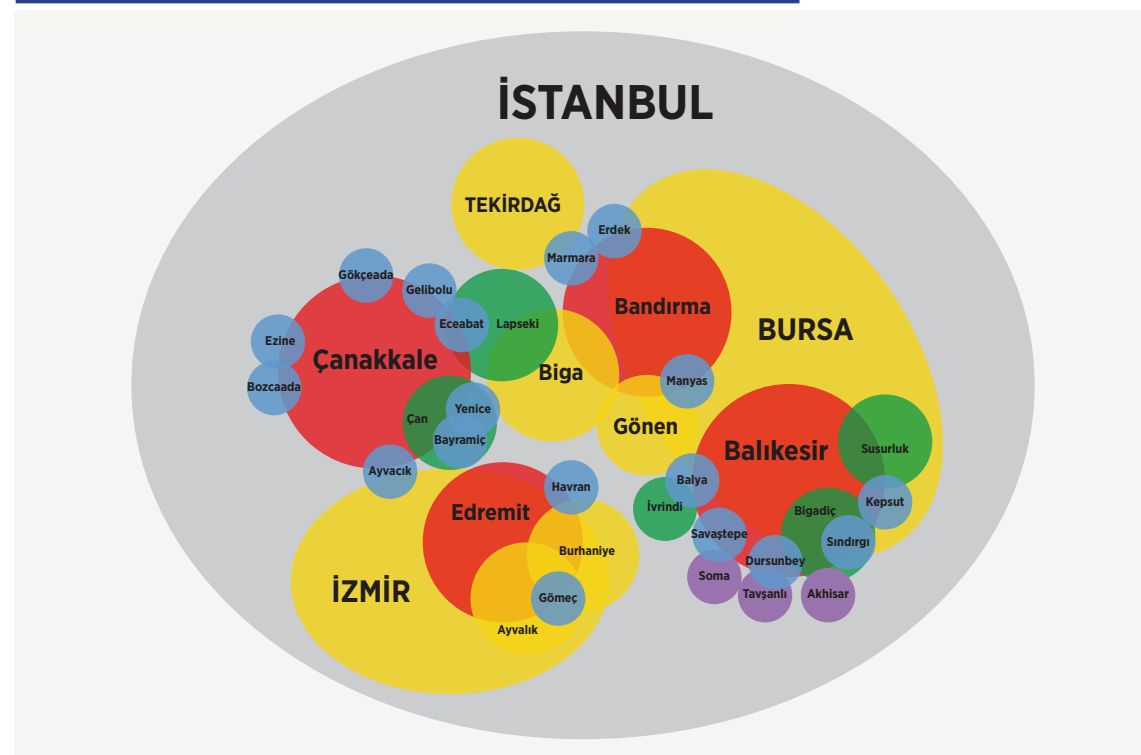 İSTANBUL
TEKİRDAĞ
Erdek
Marmara
Gökçeada
Gelibolu
Bandırma
Eceabat
Lapseki
BURSA
Ezine
Çanakkale
Biga
Bozcaada
Manyas
Yenice
Çan
Gönen
Bayramiç
Balıkesir
Susurluk
Ayvacık
Balya
Havran
Kepsut
İvrindi
Bigadiç
Edremit
Savaştepe
Sındırgı
Burhaniye
Dursunbey
Soma
İZMİR
Gömeç
Tavşanlı
Akhisar
Ayvalık